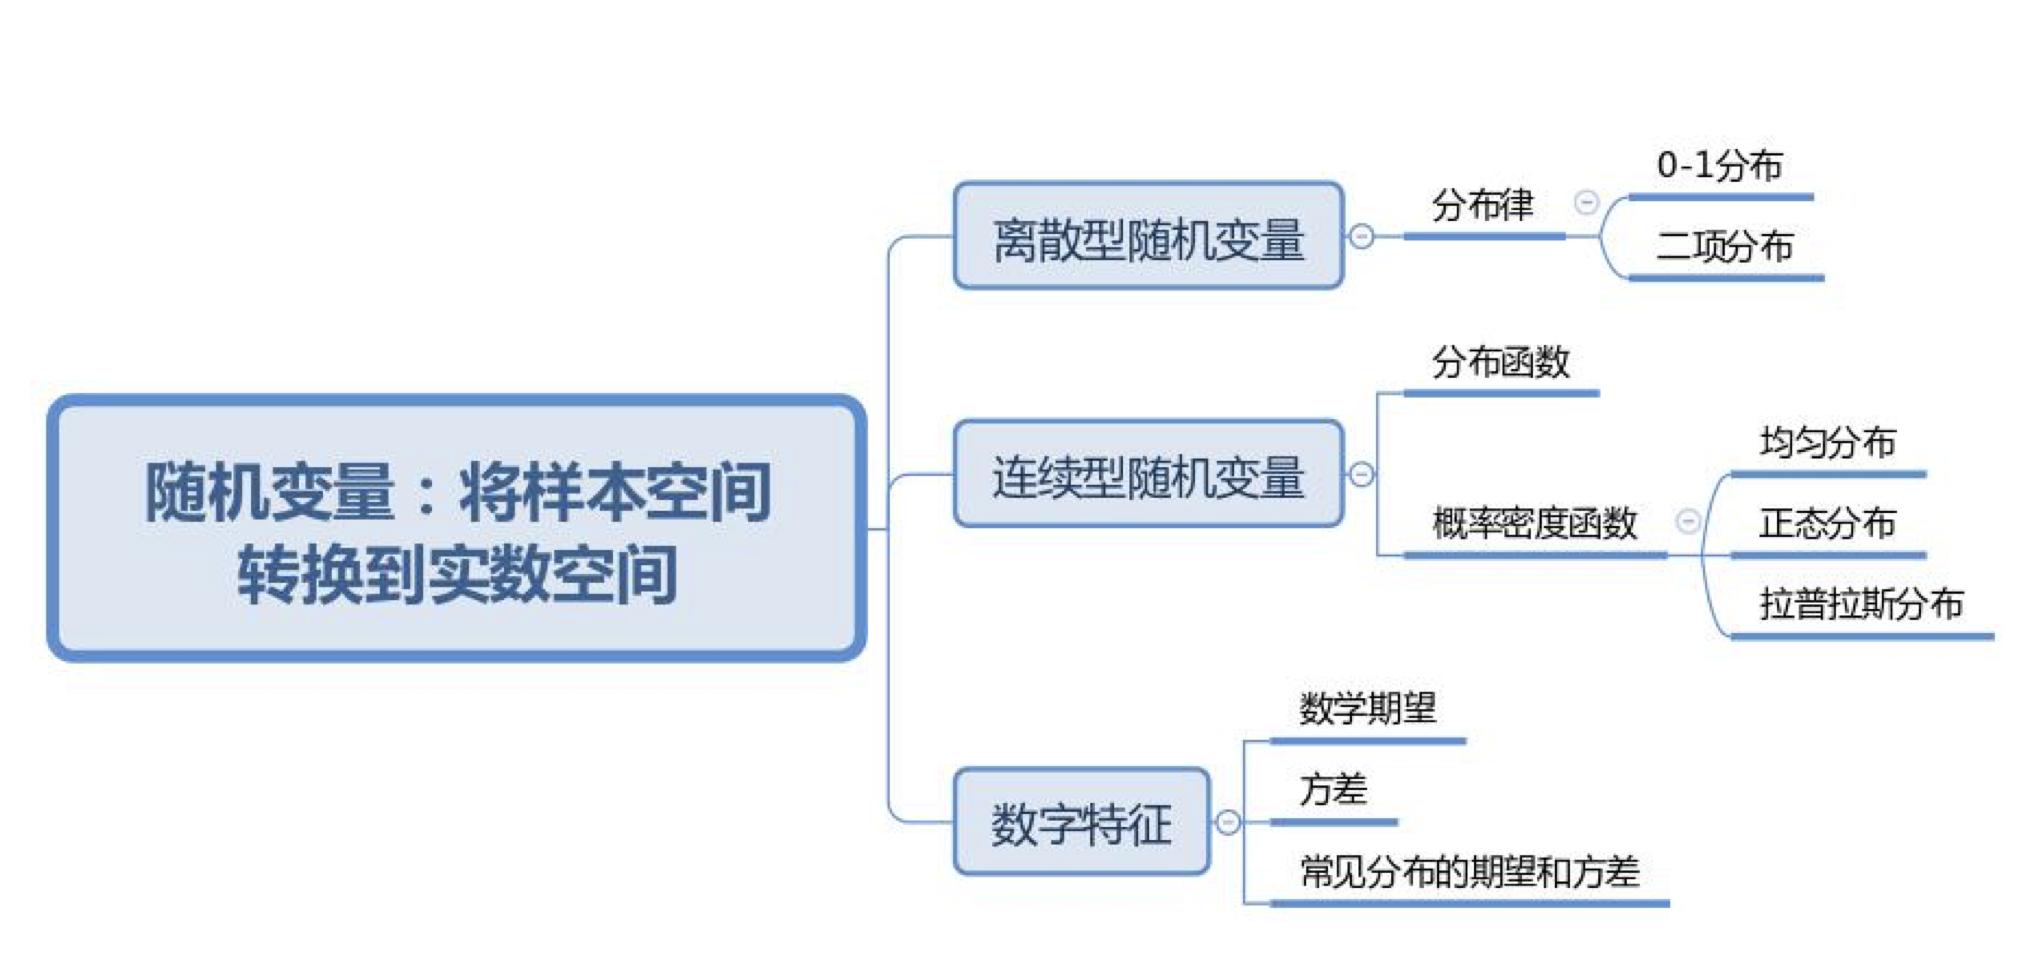 随机变量：将样本空间
转换到实数空间
离散型随机变量
分布律
0-1分布
二项分布
连续型随机变量
分布函数
概率密度函数
均匀分布
正态分布
拉普拉斯分布
数字特征
数学期望
方差
常见分布的期望和方差